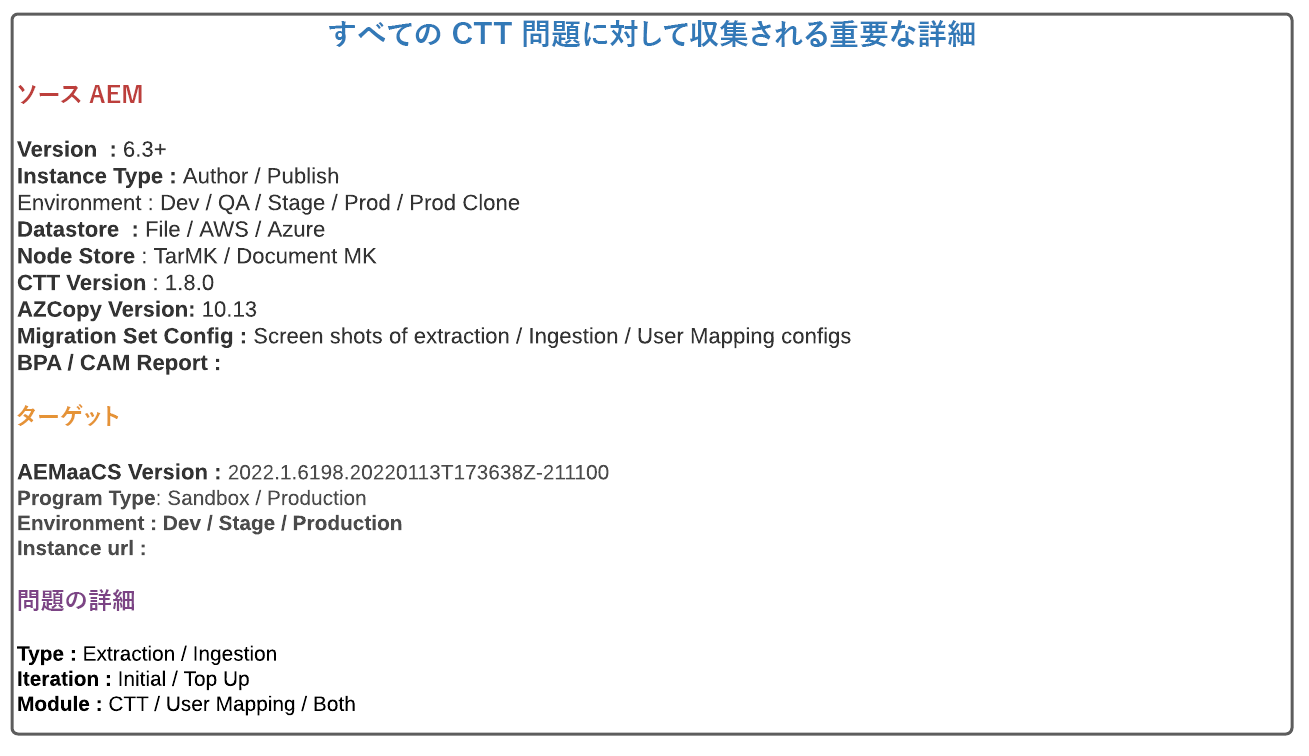 すべての CTT 問題に対して収集される重要な詳細
ソース AEM
Version : 6.3+
Instance Type : Author / Publish
Environment : Dev / QA / Stage / Prod / Prod Clone
Datastore : File / AWS / Azure
Node Store : TarMK / Document MK
CTT Version : 1.8.0
AZCopy Version: 10.13
Migration Set Config : Screen shots of extraction / Ingestion / User Mapping configs
BPA / CAM Report :
ターゲット
AEMaaCS Version : 2022.1.6198.20220113T173638Z-211100
Program Type: Sandbox / Production
Environment : Dev / Stage / Production
Instance url :
問題の詳細
Type : Extraction / Ingestion
Iteration : Initial / Top Up
Module : CTT / User Mapping / Both